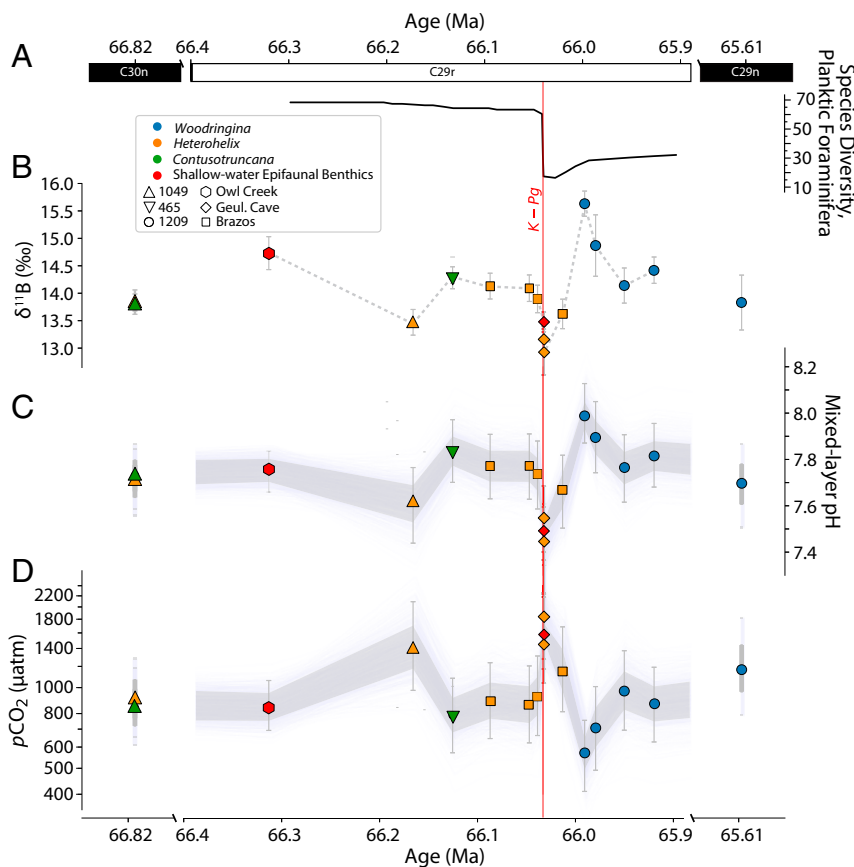 Age (Ma)
66.82 66.4 66.3 66.2 66.1 66.0 65.9 65.61
A
C30n C29r C29n
70
50
30
10
Species Diversity,
Planktic Foraminifera
Woodringina
Heterohelix
Contusotruncana
Shallow-water Epifaunal Benthics
1049 Owl Creek
465 Geul. Cave
1209 Brazos
K – Pg
B
16.0
15.5
15.0
14.5
14.0
13.5
13.0
δ11B (‰)
C
8.2
8.0
7.8
7.6
7.4
Mixed-layer pH
D
2200
1800
1400
1000
800
600
400
pCO2 (μatm)
66.82 66.4 66.3 66.2 66.1 66.0 65.9 65.61
Age (Ma)